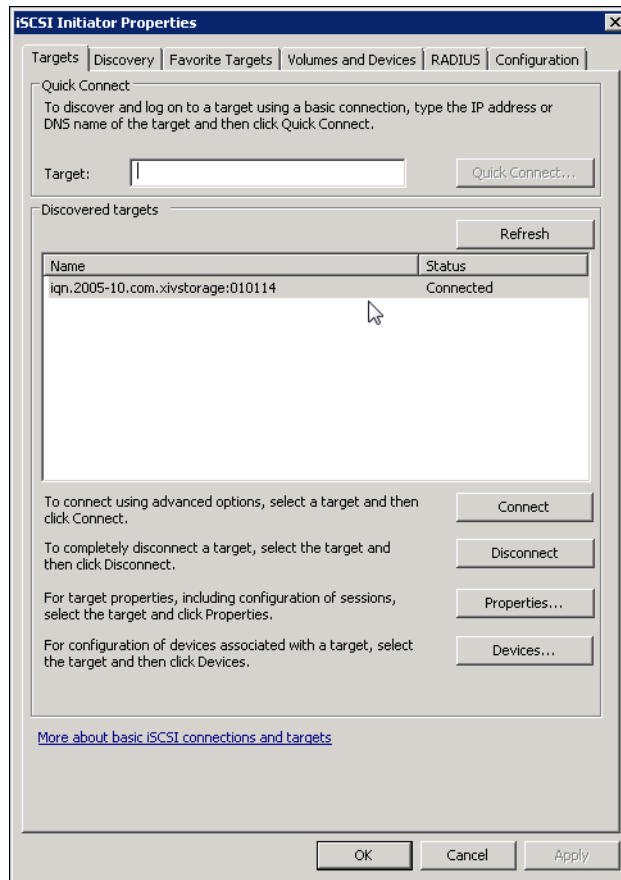 iSCSI Initiator Properties
Targets Discovery Favorite Targets Volumes and Devices RADIUS Configuration
Quick Connect
To discover and log on to a target using a basic connection, type the IP address or
DNS name of the target and then click Quick Connect.
Target:
Quick Connect...
Discovered targets
Refresh
Name Status
iqn.2005-10.com.xivstorage:010114 Connected
To connect using advanced options, select a target and then
click Connect.
Connect
To completely disconnect a target, select the target and
then click Disconnect.
Disconnect
For target properties, including configuration of sessions,
select the target and click Properties.
Properties...
For configuration of devices associated with a target, select
the target and then click Devices.
Devices...
More about basic iSCSI connections and targets
OK Cancel Apply